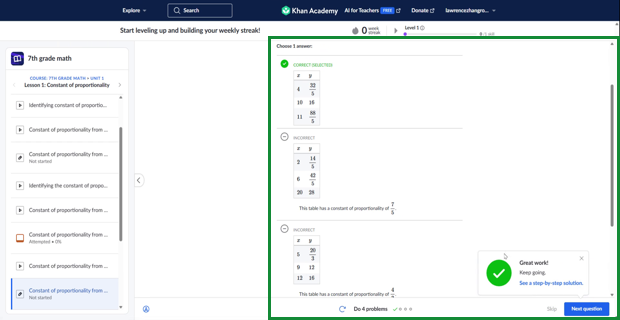 Explore
Search
Khan Academy
AI for Teachers FREE
Donate
lawrencezhangro...
Start leveling up and building your weekly streak!
0 week streak
Level 1
7th grade math
COURSE: 7TH GRADE MATH > UNIT 1
Lesson 1: Constant of proportionality
Identifying constant of proportio...
Constant of proportionality from ...
Constant of proportionality from ...
Not started
Identifying the constant of propo...
Constant of proportionality from ...
Constant of proportionality from ...
Attempted • 0%
Constant of proportionality from ...
Constant of proportionality from ...
Not started
Choose 1 answer:
CORRECT (SELECTED)
x y
4 32/5
10 16
11 88/5
INCORRECT
x y
2 14/5
6 42/5
20 28
This table has a constant of proportionality of 7/5.
INCORRECT
x y
5 20/3
9 12
12 16
This table has a constant of proportionality of 4/
Great work!
Keep going.
See a step-by-step solution.
Do 4 problems
Skip
Next question